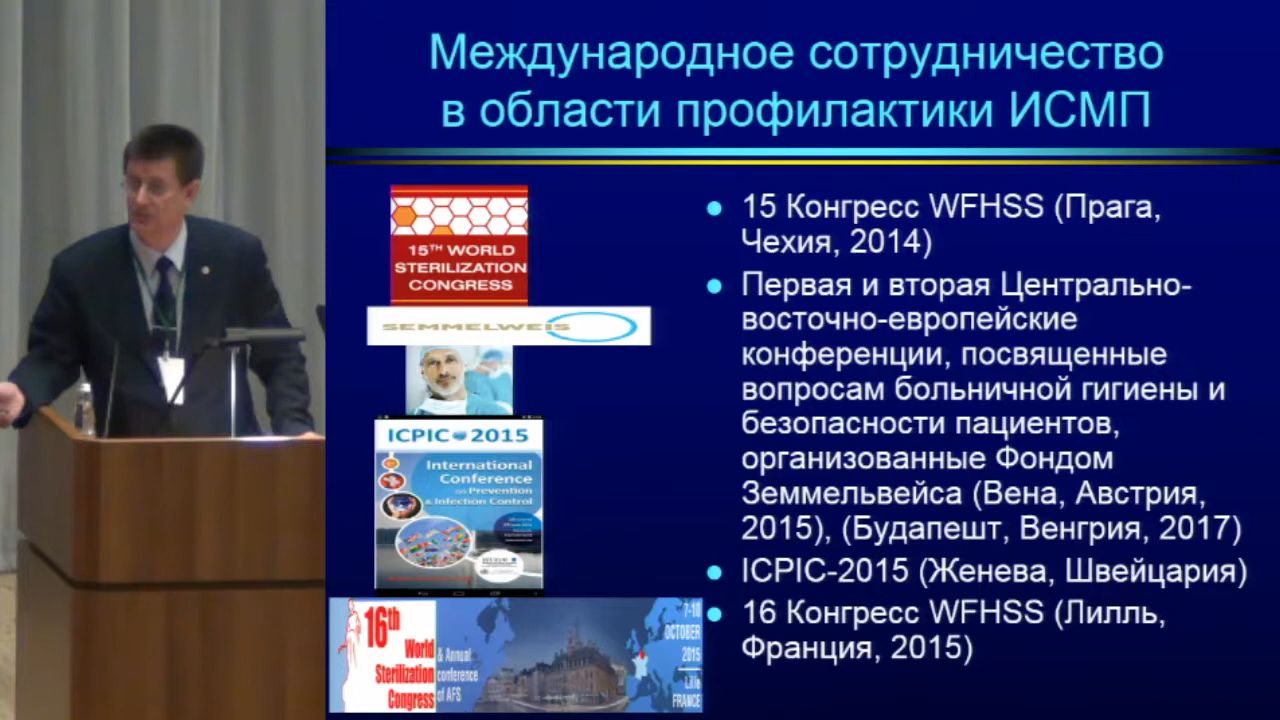 Международное сотрудничество
в области профилактики ИСМП
15TH WORLD
STERILIZATION
CONGRESS
SEMMELWEIS
ICPIC 2015
International
Conference
on Prevention
& Infection Control
16th
World
Sterilization
Congress
& Annual
conference
of AFS
7-10
OCTOBER
2015
Lille
FRANCE
• 15 Конгресс WFHSS (Прага,
Чехия, 2014)
• Первая и вторая Центрально-
восточно-европейские
конференции, посвященные
вопросам больничной гигиены и
безопасности пациентов,
организованные Фондом
Земмельвейса (Вена, Австрия,
2015), (Будапешт, Венгрия, 2017)
• ICPIC-2015 (Женева, Швейцария)
• 16 Конгресс WFHSS (Лилль,
Франция, 2015)